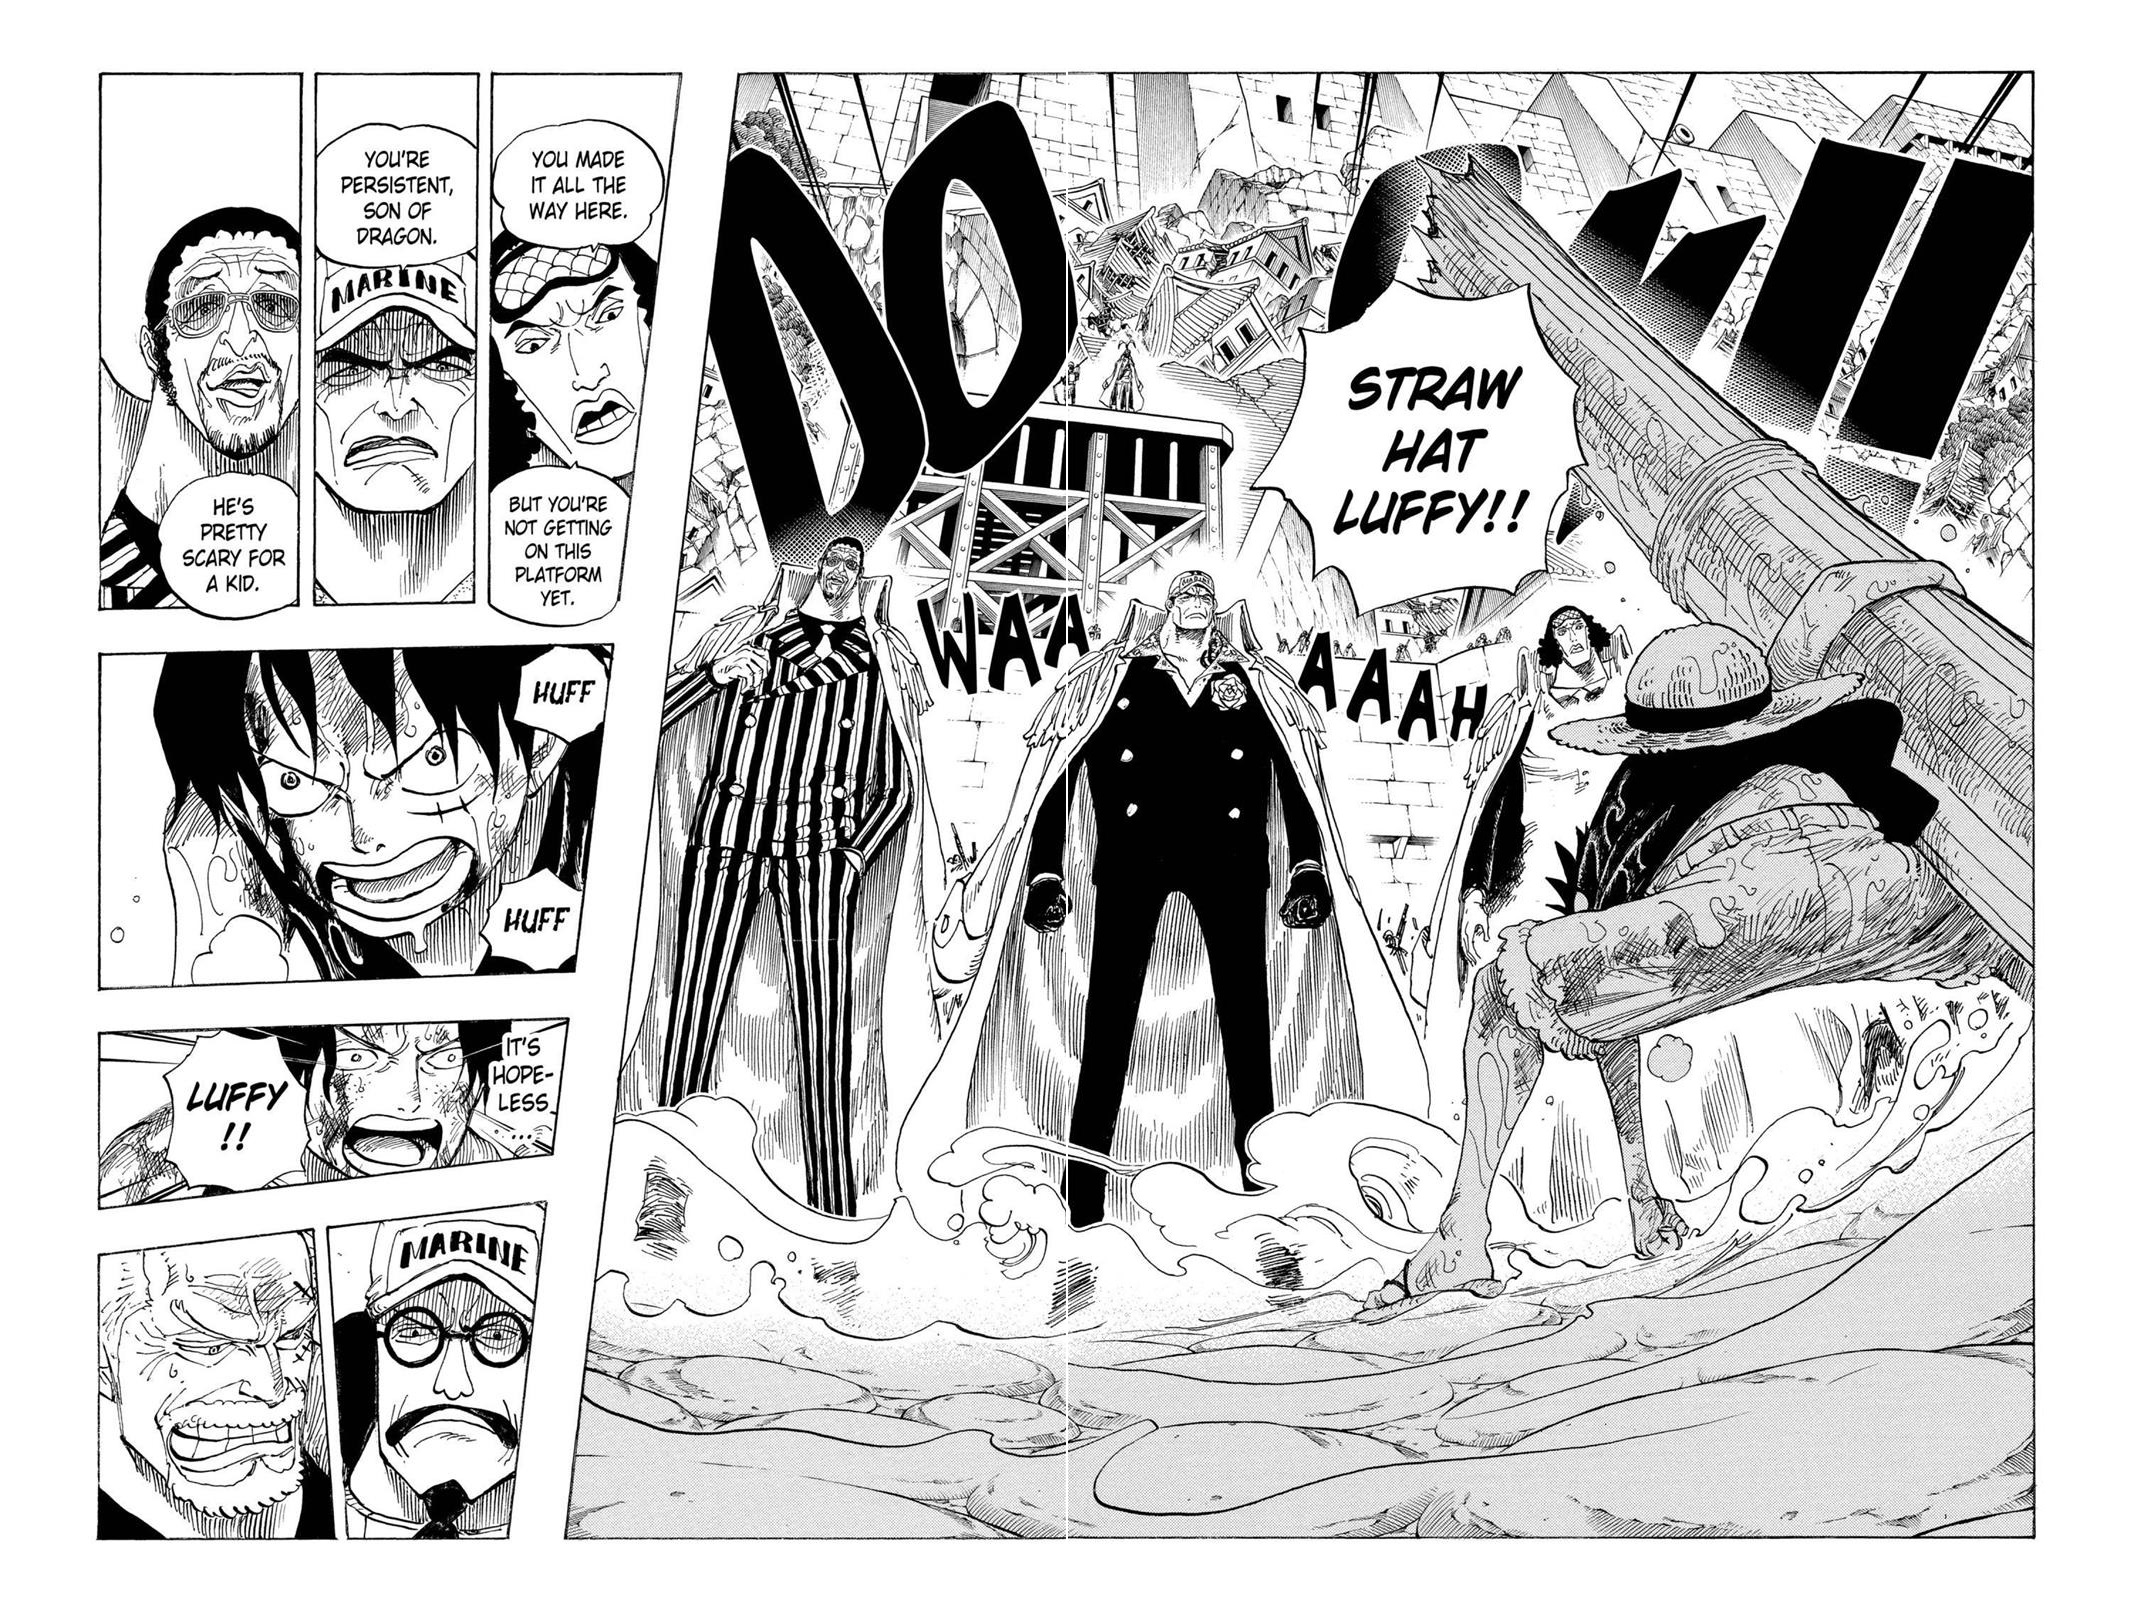 STRAW
HAT
LUFFY!!
DOOM!!
WAA
AAAH
YOU MADE
IT ALL THE
WAY HERE.
BUT YOU'RE
NOT GETTING
ON THIS
PLATFORM
YET.
YOU'RE
PERSISTENT,
SON OF
DRAGON.
MARINE
HE'S
PRETTY
SCARY FOR
A KID.
HUFF
HUFF
IT'S
HOPE-
LESS
...
LUFFY
!!
MARINE